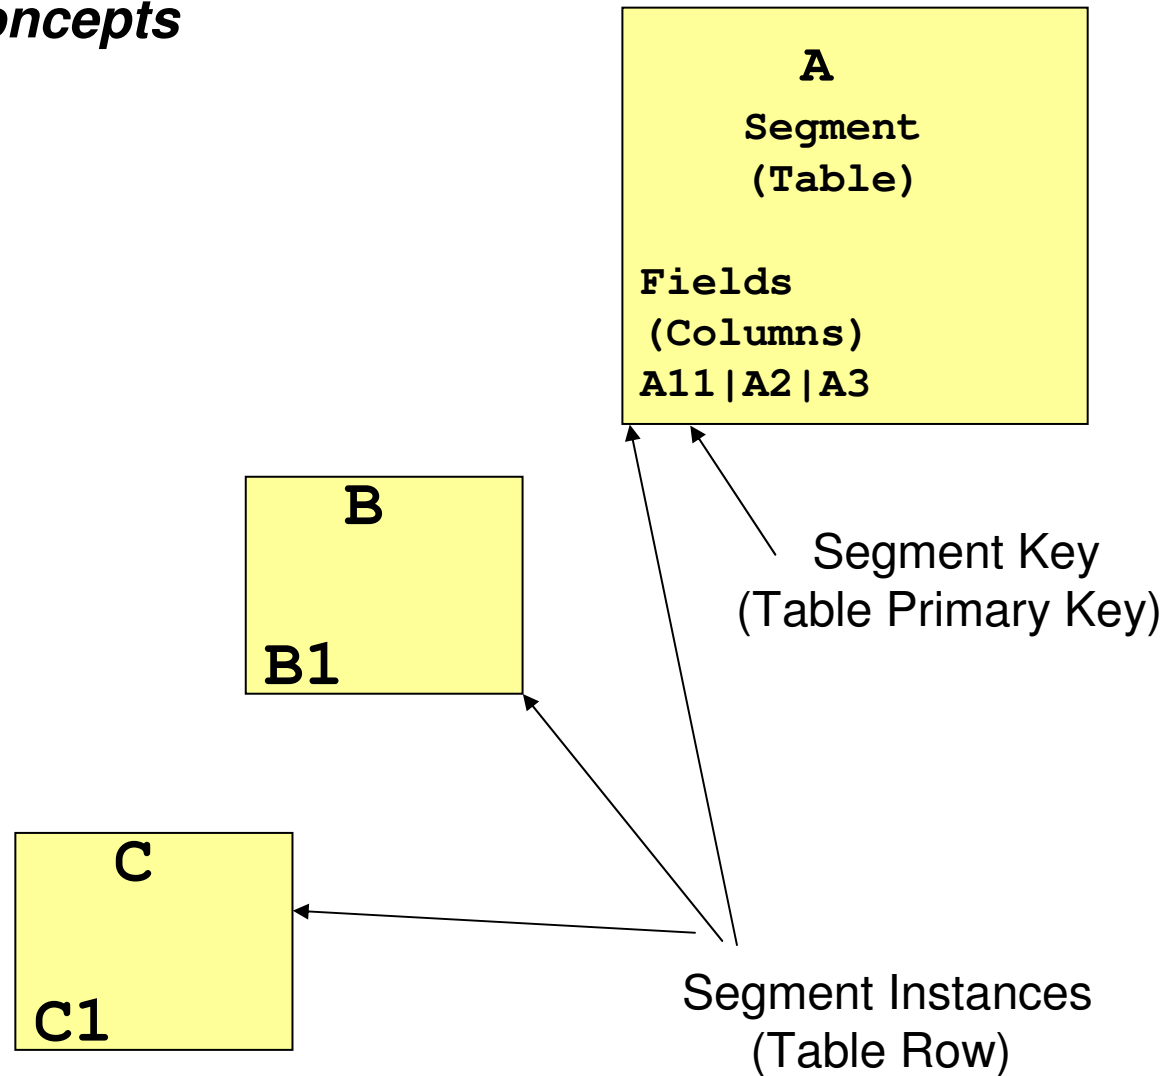 oncepts
A
Segment
(Table)
Fields
(Columns)
A11|A2|A3
B
B1
Segment Key
(Table Primary Key)
C
C1
Segment Instances
(Table Row)